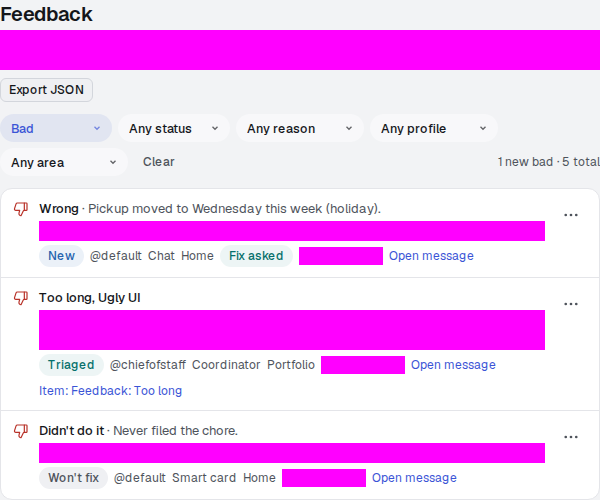 Feedback
Export JSON
Bad Any status Any reason Any profile
Any area Clear 1 new bad · 5 total
Wrong · Pickup moved to Wednesday this week (holiday).
New @default Chat Home Fix asked Open message
Too long, Ugly UI
Triaged @chiefofstaff Coordinator Portfolio Open message
Item: Feedback: Too long
Didn't do it · Never filed the chore.
Won't fix @default Smart card Home Open message